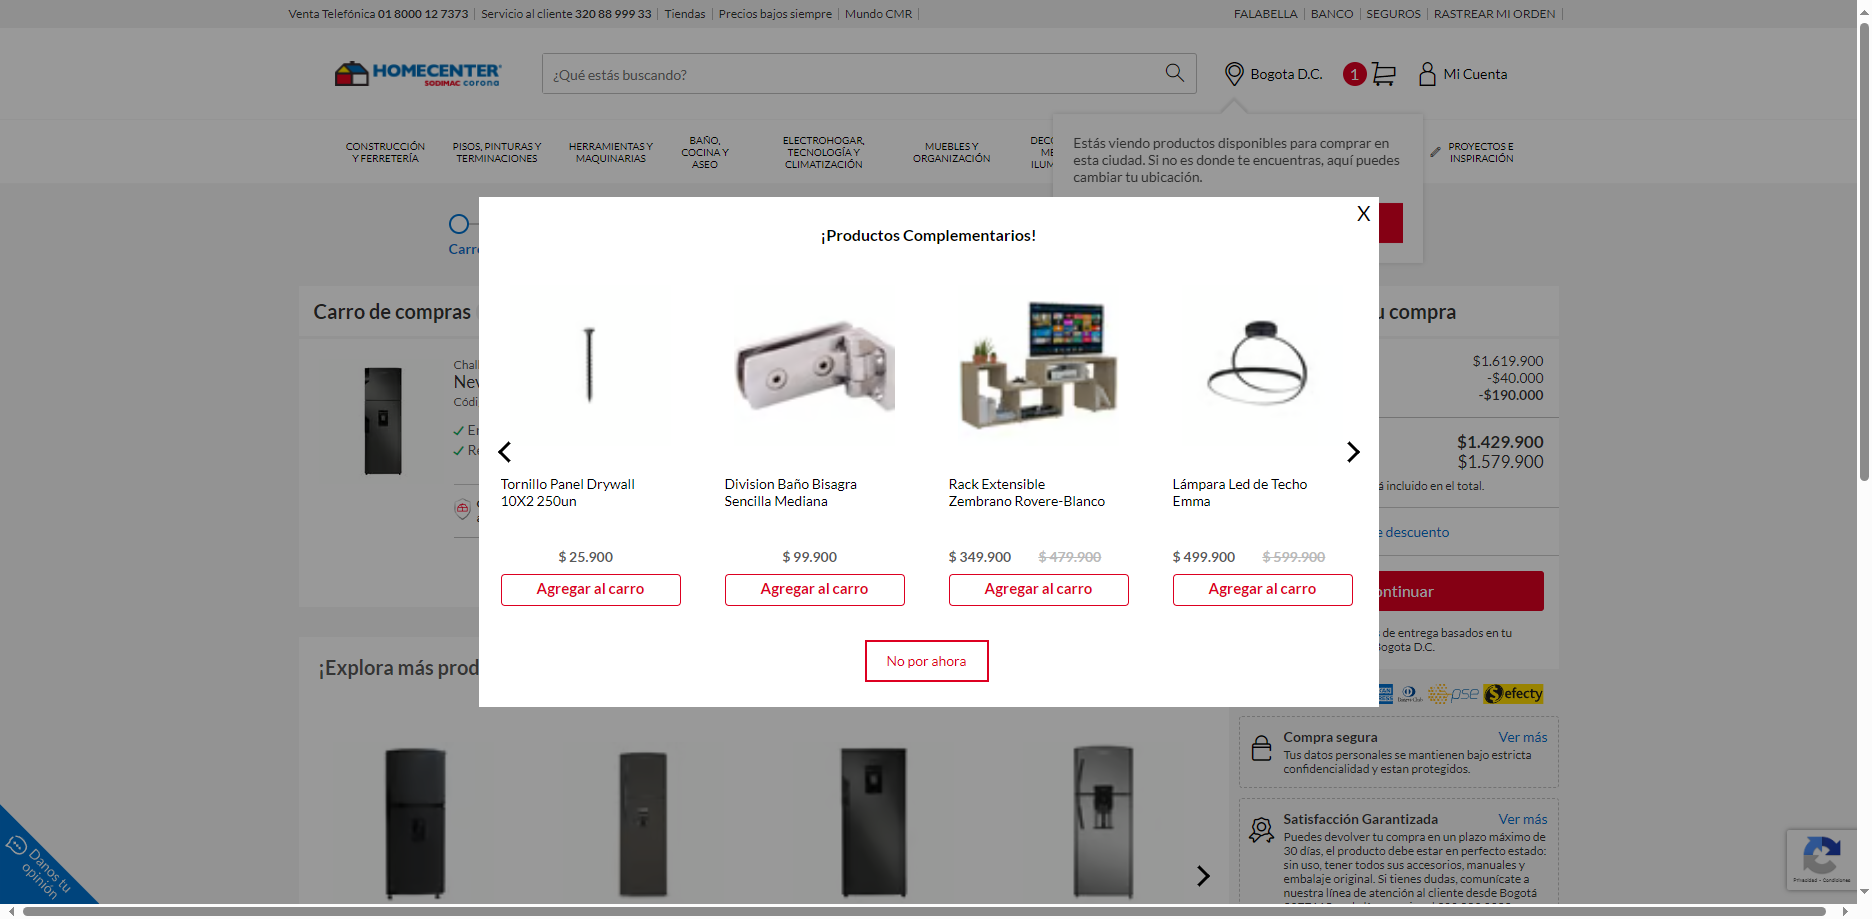 Venta Telefónica 01 8000 12 7373
Servicio al cliente 320 88 999 33
Tiendas
Precios bajos siempre
Mundo CMR
FALABELLA
BANCO
SEGUROS
RASTREAR MI ORDEN
HOMECENTER
SODIMAC corona
¿Qué estás buscando?
Bogota D.C.
1
Mi Cuenta
CONSTRUCCIÓN
Y FERRETERÍA
PISOS, PINTURAS Y
TERMINACIONES
HERRAMIENTAS Y
MAQUINARIAS
BAÑO,
COCINA Y
ASEO
ELECTROHOGAR,
TECNOLOGÍA Y
CLIMATIZACIÓN
MUEBLES Y
ORGANIZACIÓN
PROYECTOS E
INSPIRACIÓN
Estás viendo productos disponibles para comprar en
esta ciudad. Si no es donde te encuentras, aquí puedes
cambiar tu ubicación.
X
¡Productos Complementarios!
Tornillo Panel Drywall
10X2 250un
$ 25.900
Agregar al carro
Division Baño Bisagra
Sencilla Mediana
$ 99.900
Agregar al carro
Rack Extensible
Zembrano Rovere-Blanco
$ 349.900 $ 479.900
Agregar al carro
Lámpara Led de Techo
Emma
$ 499.900 $ 599.900
Agregar al carro
No por ahora
Carro de compras
u compra
$1.619.900
-$40.000
-$190.000
$1.429.900
$1.579.900
á incluido en el total.
e descuento
ontinuar
de entrega basados en tu
Bogota D.C.
pse
efecty
¡Explora más prod
Compra segura
Ver más
Tus datos personales se mantienen bajo estricta
confidencialidad y estan protegidos.
Satisfacción Garantizada
Ver más
Puedes devolver tu compra en un plazo máximo de
30 días, el producto debe estar en perfecto estado:
sin uso, tener todos sus accesorios, manuales y
embalaje original. Si tienes dudas, comunícate a
nuestra línea de atención al cliente desde Bogotá
Danos tu
opinión
Privacidad - Condiciones